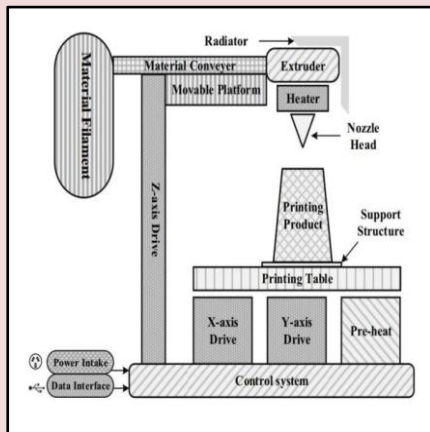 Radiator
Extruder
Material Conveyer
Movable Platform
Heater
Material Filament
Nozzle
Head
Z-axis Drive
Printing
Product
Support
Structure
Printing Table
X-axis
Drive
Y-axis
Drive
Pre-heat
Power Intake
Data Interface
Control system